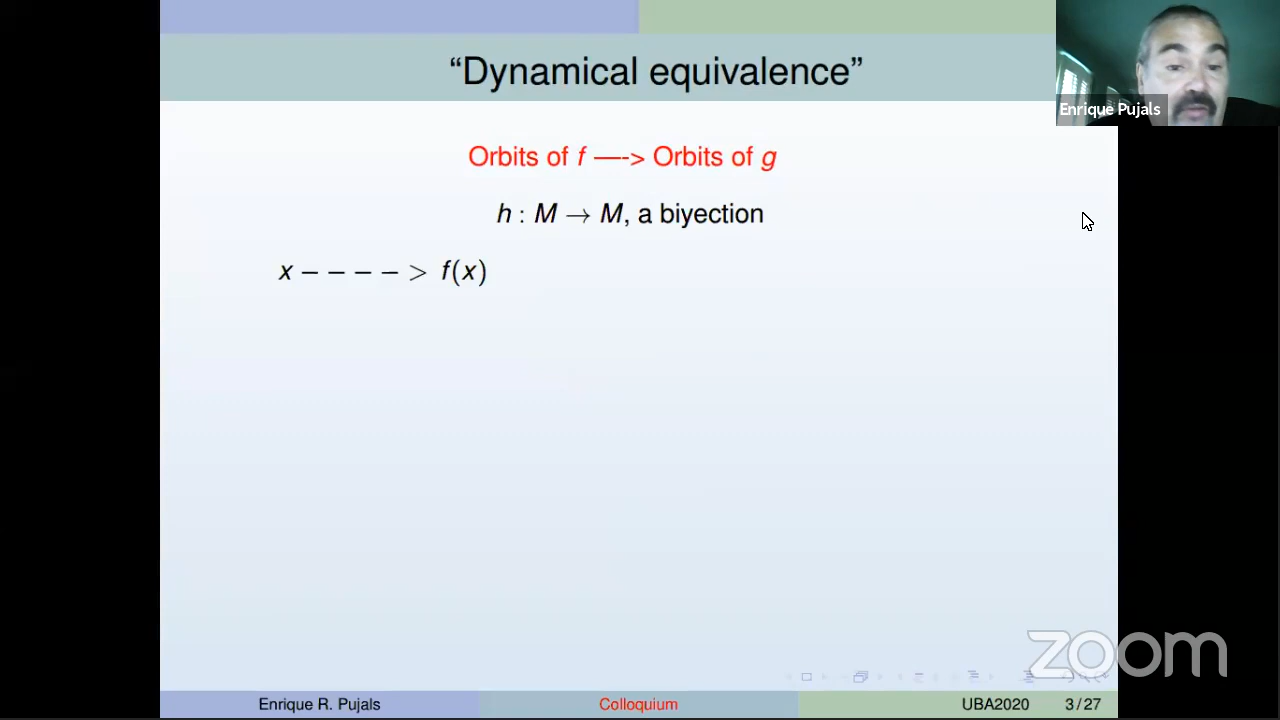 “Dynamical equivalence”
Enrique Pujals
Orbits of f —-> Orbits of g
h : M → M, a biyection
x − − − − > f(x)
zoom
Enrique R. Pujals
Colloquium
UBA2020
3 / 27